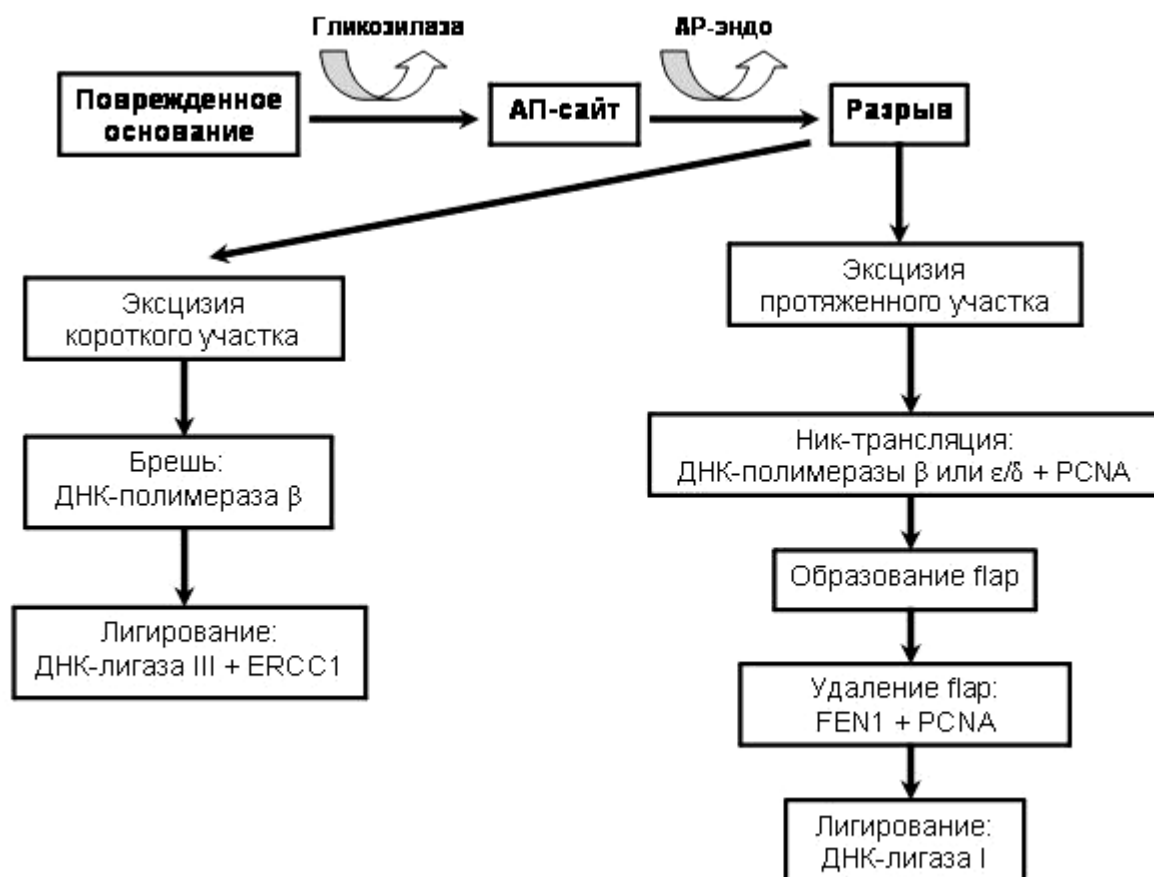 Гликозилаза
АР-эндо
Поврежденное
основание
АП-сайт
Разрыв
Эксцизия
короткого участка
Брешь:
ДНК-полимераза β
Лигирование:
ДНК-лигаза III + ERCC1
Эксцизия
протяженного участка
Ник-трансляция:
ДНК-полимеразы β или ε/δ + PCNA
Образование flap
Удаление flap:
FEN1 + PCNA
Лигирование:
ДНК-лигаза I